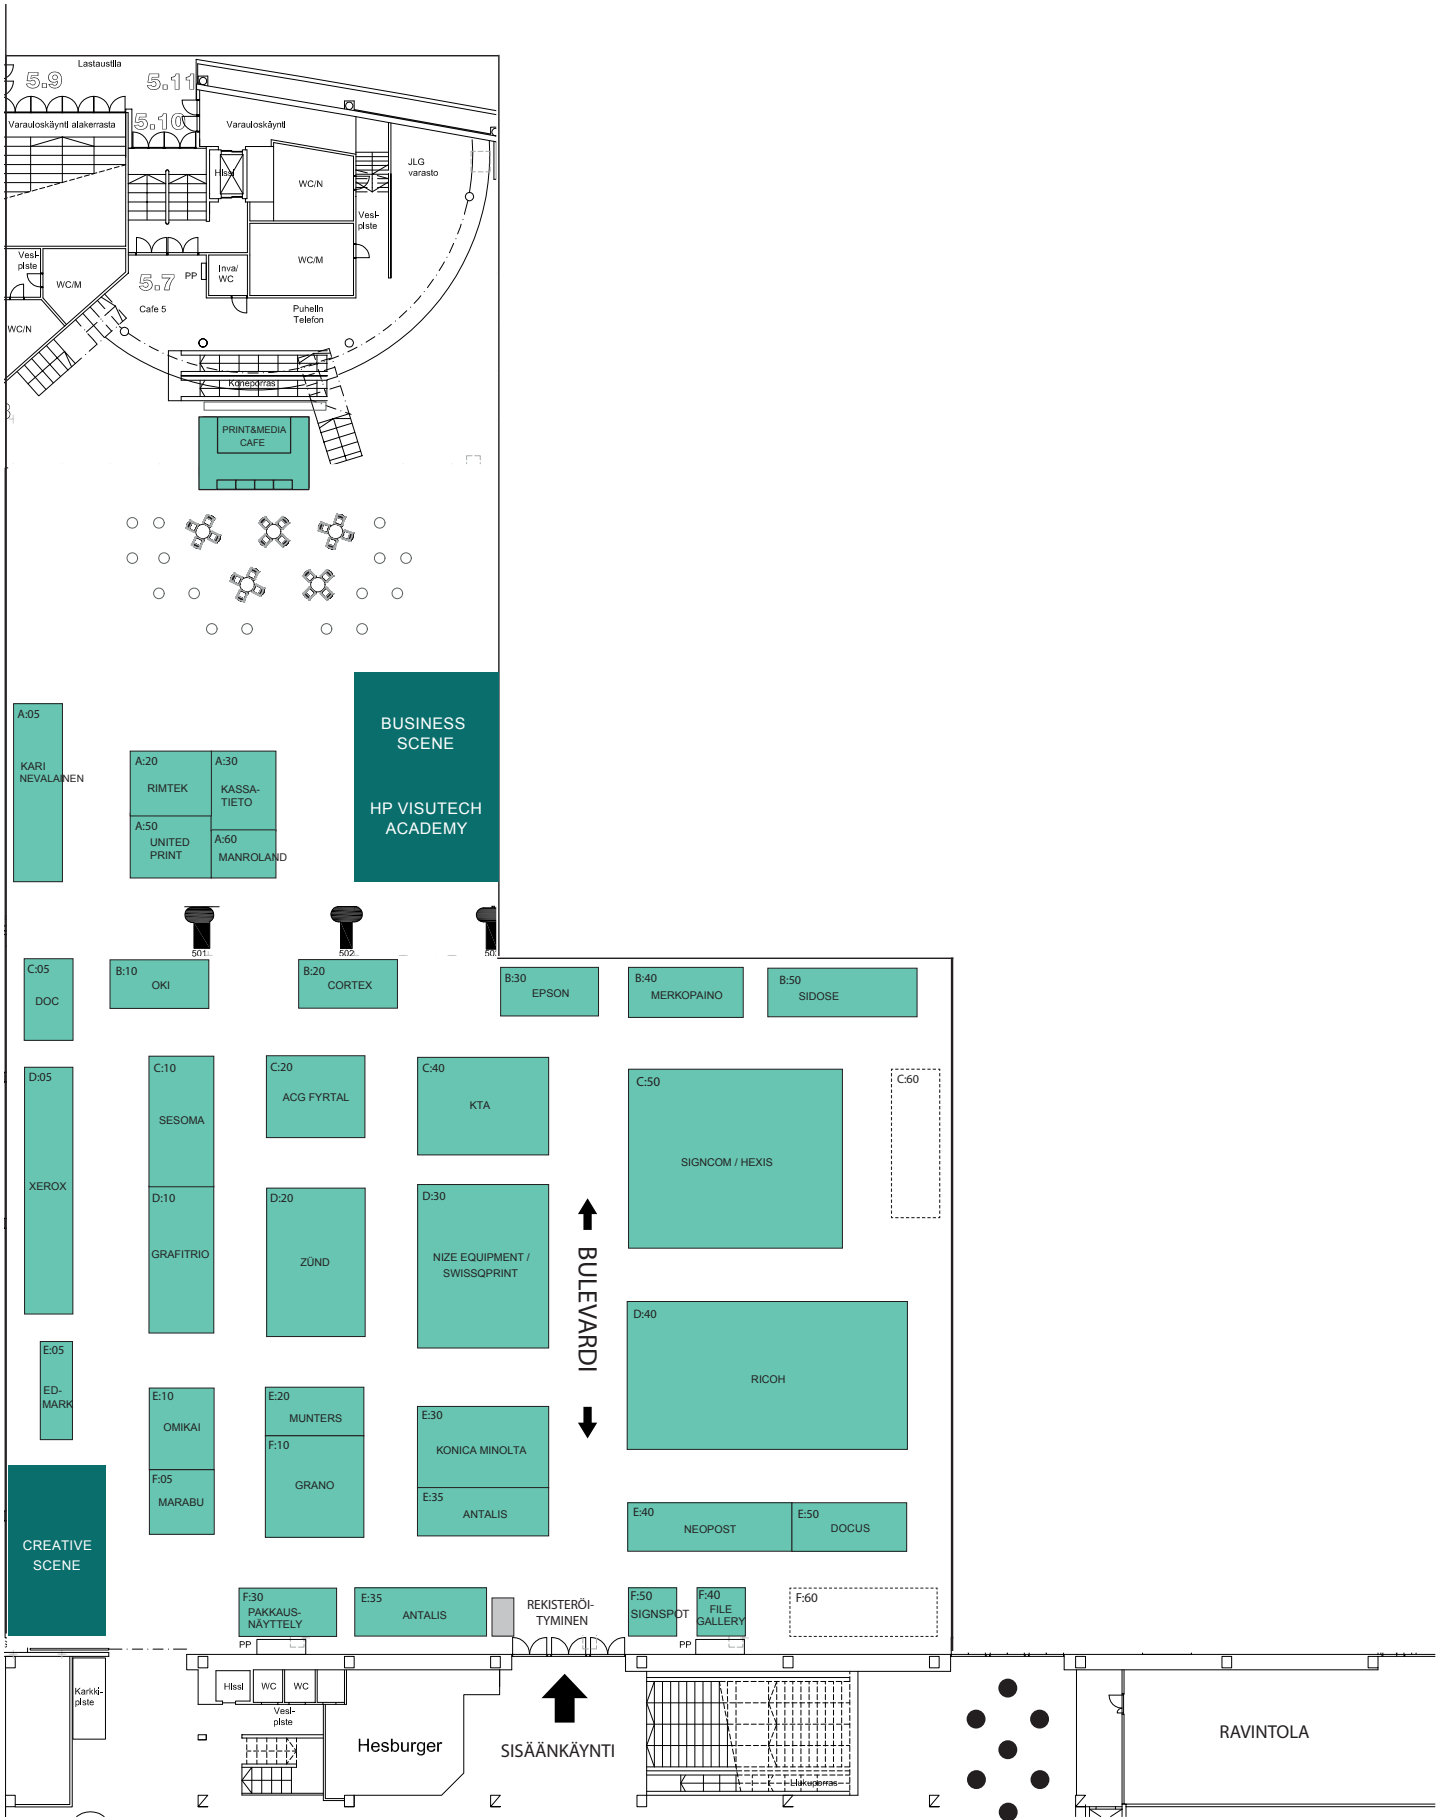 Lastaustila
5.9
5.11
Varauloskäynti alakerrasta
5.10
Varauloskäynti
Hissi
WC/N
JLG
varasto
Vesi-
piste
Vesi-
piste
WC/M
WC/M
5.7
PP
Inva/
WC
Cafe 5
Puhelin
Telefon
WC/N
Koneporras
PRINT&MEDIA
CAFE
BUSINESS
SCENE
HP VISUTECH
ACADEMY
A:05
KARI
NEVALAINEN
A:20
RIMTEK
A:30
KASSA-
TIETO
A:50
UNITED
PRINT
A:60
MANROLAND
501
502
50
C:05
DOC
B:10
OKI
B:20
CORTEX
B:30
EPSON
B:40
MERKOPAINO
B:50
SIDOSE
D:05
XEROX
C:10
SESOMA
C:20
ACG FYRTAL
C:40
KTA
C:50
SIGNCOM / HEXIS
C:60
D:10
GRAFITRIO
D:20
ZÜND
D:30
NIZE EQUIPMENT /
SWISSQPRINT
BULEVARDI
D:40
RICOH
E:05
ED-
MARK
E:10
OMIKAI
E:20
MUNTERS
E:30
KONICA MINOLTA
F:05
MARABU
F:10
GRANO
E:35
ANTALIS
E:40
NEOPOST
E:50
DOCUS
CREATIVE
SCENE
F:30
PAKKAUS-
NÄYTTELY
E:35
ANTALIS
REKISTERÖI-
TYMINEN
F:50
SIGNSPOT
F:40
FILE
GALLERY
F:60
PP
PP
Karkki-
piste
Hissi
WC
WC
Vesi-
piste
Hesburger
SISÄÄNKÄYNTI
Liukuporras
RAVINTOLA